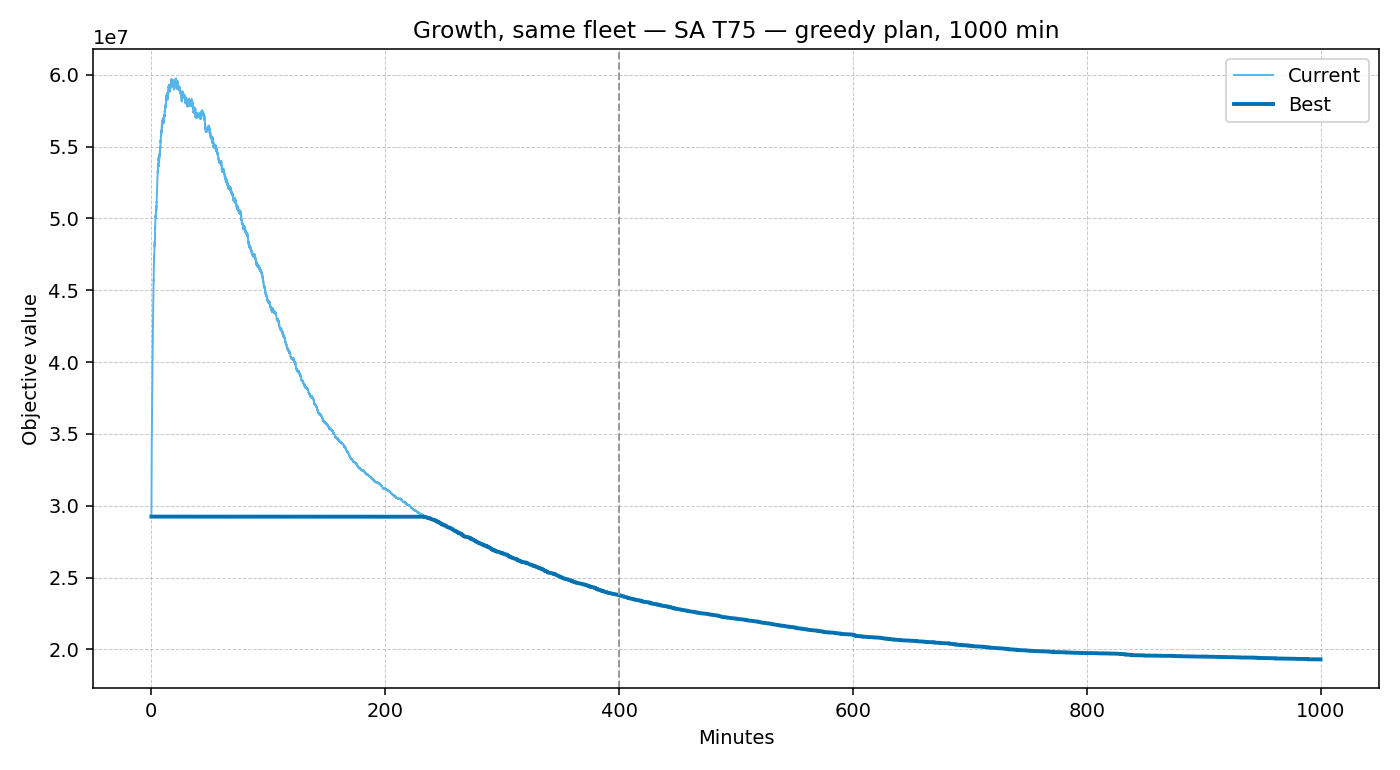 Growth, same fleet — SA T75 — greedy plan, 1000 min
1e7
Current
Best
6.0
5.5
5.0
4.5
4.0
3.5
3.0
2.5
2.0
Objective value
0 200 400 600 800 1000
Minutes